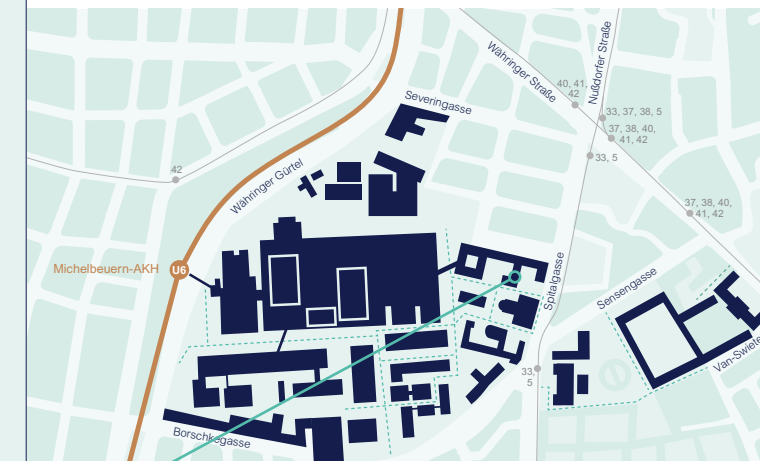 Währinger Straße
Nußdorfer Straße
40, 41,
42
Severingasse
33, 37, 38, 5
37, 38, 40,
41, 42
33, 5
42
Währinger Gürtel
37, 38, 40,
41, 42
Michelbeuern-AKH
U6
Spitalgasse
Sensengasse
Van-Swiete
33,
5
Borschkegasse